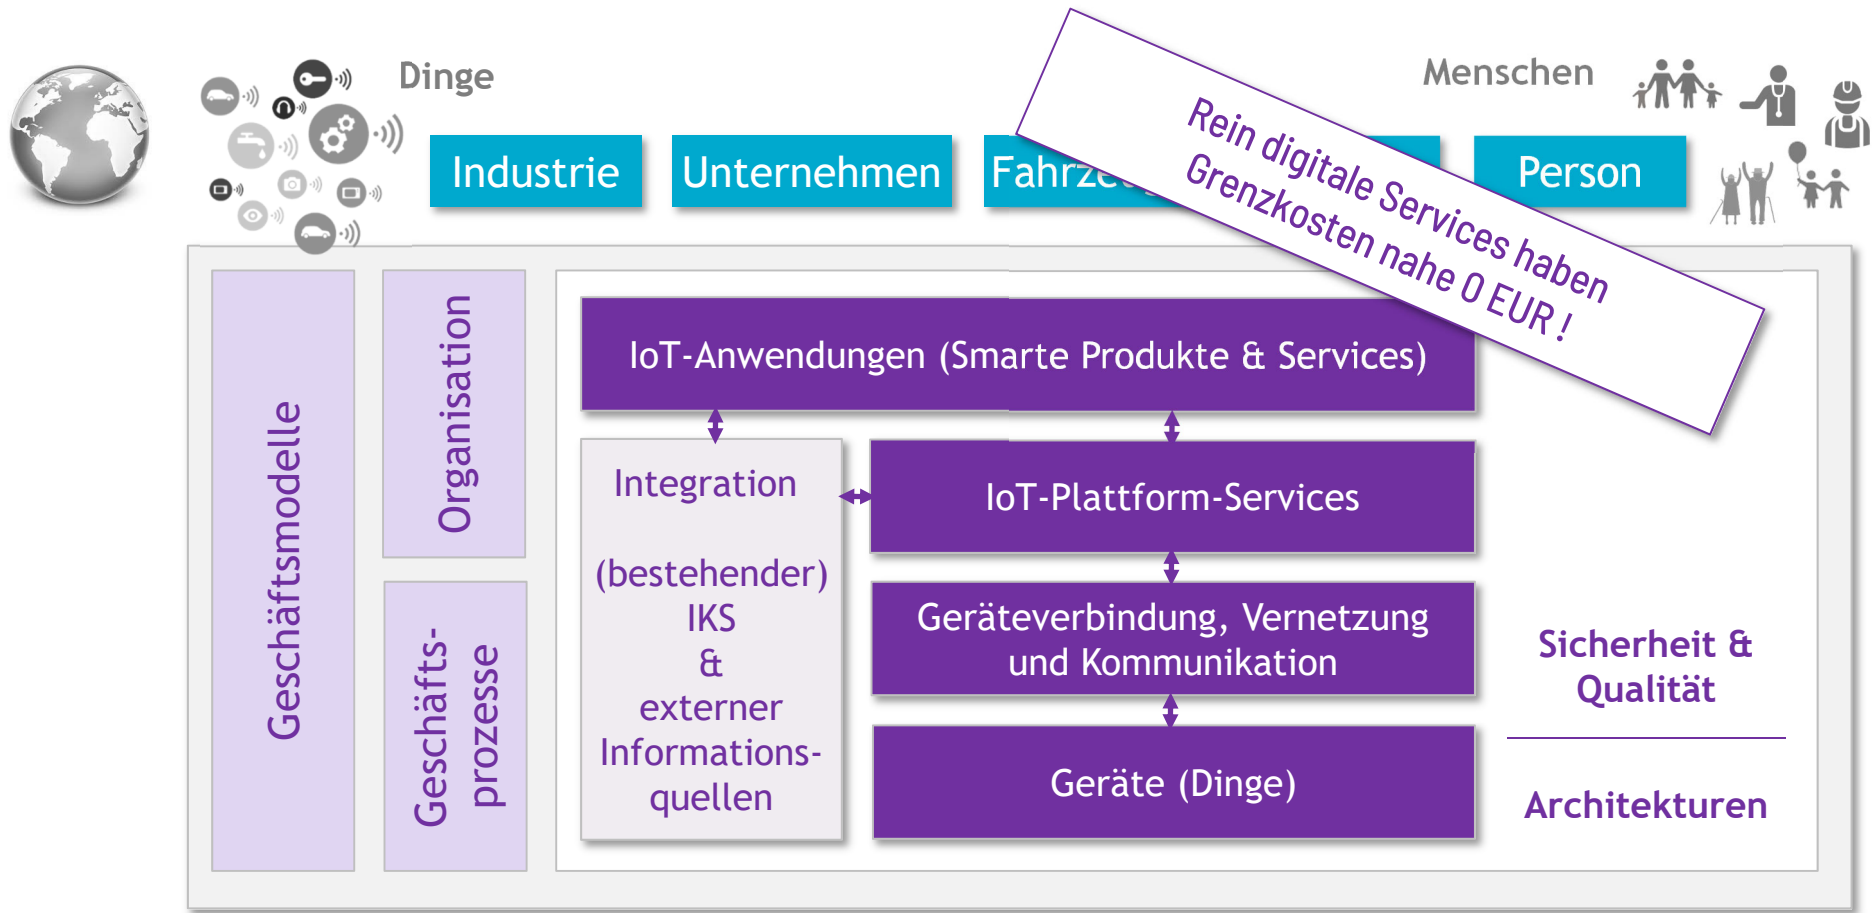 Dinge
Menschen
Industrie
Unternehmen
Person
Rein digitale Services haben
Grenzkosten nahe 0 EUR !
Geschäftsmodelle
Organisation
Geschäfts-
prozesse
IoT-Anwendungen (Smarte Produkte & Services)
Integration
(bestehender)
IKS
&
externer
Informations-
quellen
IoT-Plattform-Services
Geräteverbindung, Vernetzung
und Kommunikation
Geräte (Dinge)
Sicherheit &
Qualität
Architekturen